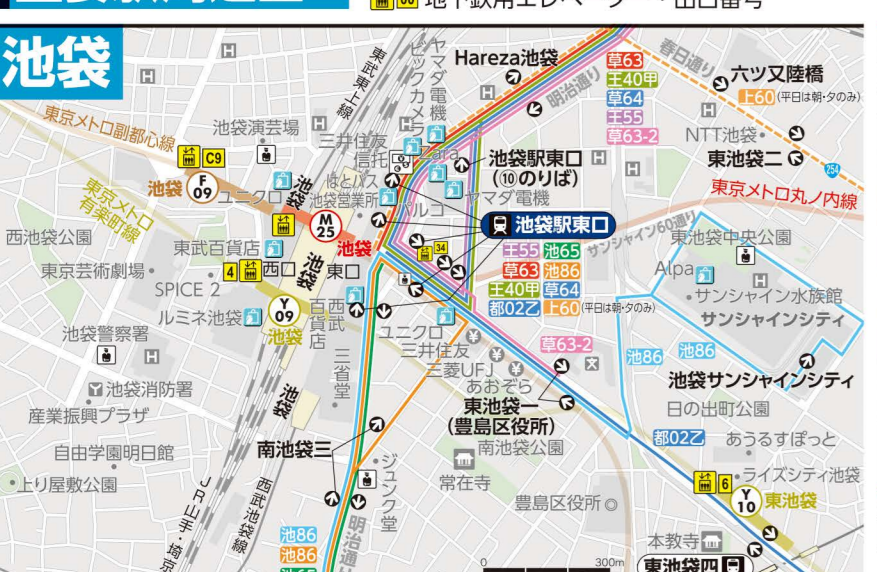 06 地下鉄用エレベーター・出口番号
池袋
東武東上線
ヤマダ電機
ビックカメラ
Hareza池袋
明治通り
草63
王40甲
草64
王55
草63-2
春日通り
六ツ又陸橋
上60(平日は朝・夕のみ)
NTT池袋
東池袋二
254
東京メトロ副都心線
C9
池袋演芸場
三井住友
信託
Zara
池袋駅東口
(⑩のりば)
池袋
F
09
ユニクロ
池袋
はとバス
池袋営業所
パルコ
ヤマダ電機
東京メトロ丸ノ内線
東京メトロ
有楽町線
M
25
池袋
池袋駅東口
サンシャイン60通り
西池袋公園
東武百貨店
34
王55 池65
草63 池86
王40甲 草64
都02乙 上60(平日は朝・夕のみ)
東池袋中央公園
Alpa
東京芸術劇場
4
西口
池袋
東口
SPICE 2
サンシャイン水族館
サンシャインシティ
ルミネ池袋
Y
09
池袋
西武
百貨店
池袋警察署
ユニクロ
三井住友
三菱UFJ
あおぞら
草63-2
池86
池86
三省堂
池袋サンシャインシティ
池袋消防署
池袋
東池袋一
(豊島区役所)
日の出町公園
産業振興プラザ
南池袋三
南池袋公園
都02乙
あうるすぽっと
自由学園明日館
上り屋敷公園
ジュンク堂
常在寺
6
ライズシティ池袋
Y
10
東池袋
JR山手・埼京
西武池袋線
豊島区役所
池86
池86
池65
明治通り
本教寺
0 300m
東池袋四